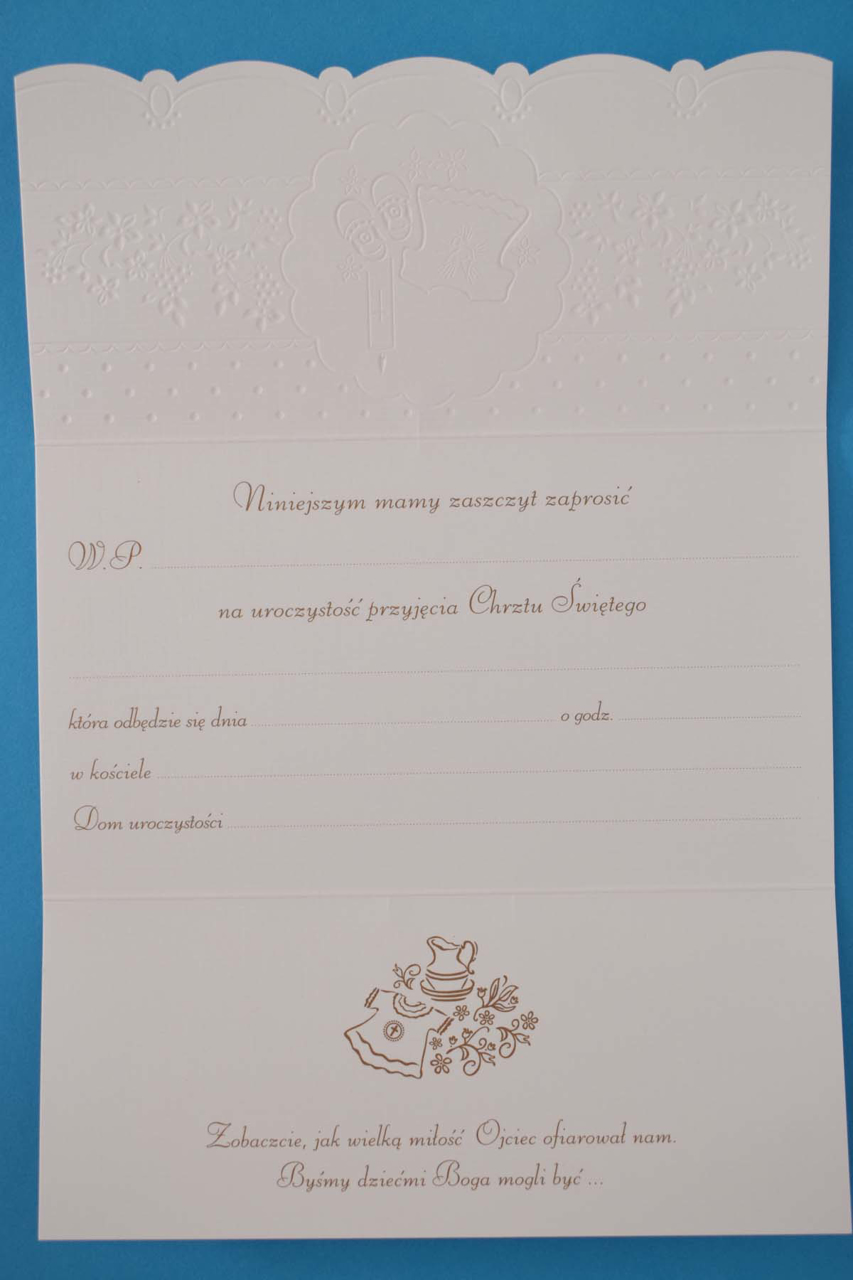 Niniejszym mamy zaszczyt zaprosić
W.P.
na uroczystość przyjęcia Chrztu Świętego
która odbędzie się dnia o godz.
w kościele
Dom uroczystości
Zobaczcie, jak wielką miłość Ojciec ofiarował nam.
Byśmy dziećmi Boga mogli być ...